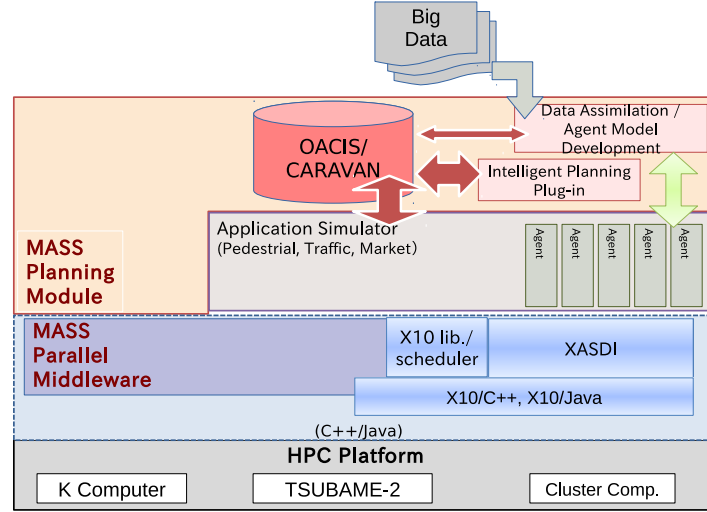 Big
Data
Data Assimilation /
Agent Model
Development
OACIS/
CARAVAN
Intelligent Planning
Plug-in
Application Simulator
(Pedestrial, Traffic, Market)
Agent
Agent
Agent
Agent
Agent
MASS
Planning
Module
MASS
Parallel
Middleware
X10 lib./
scheduler
XASDI
X10/C++, X10/Java
(C++/Java)
HPC Platform
K Computer
TSUBAME-2
Cluster Comp.